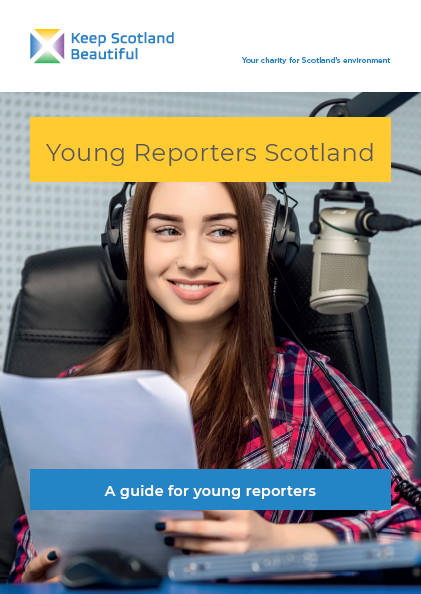 Keep Scotland
Beautiful
Your charity for Scotland's environment
Young Reporters Scotland
A guide for young reporters